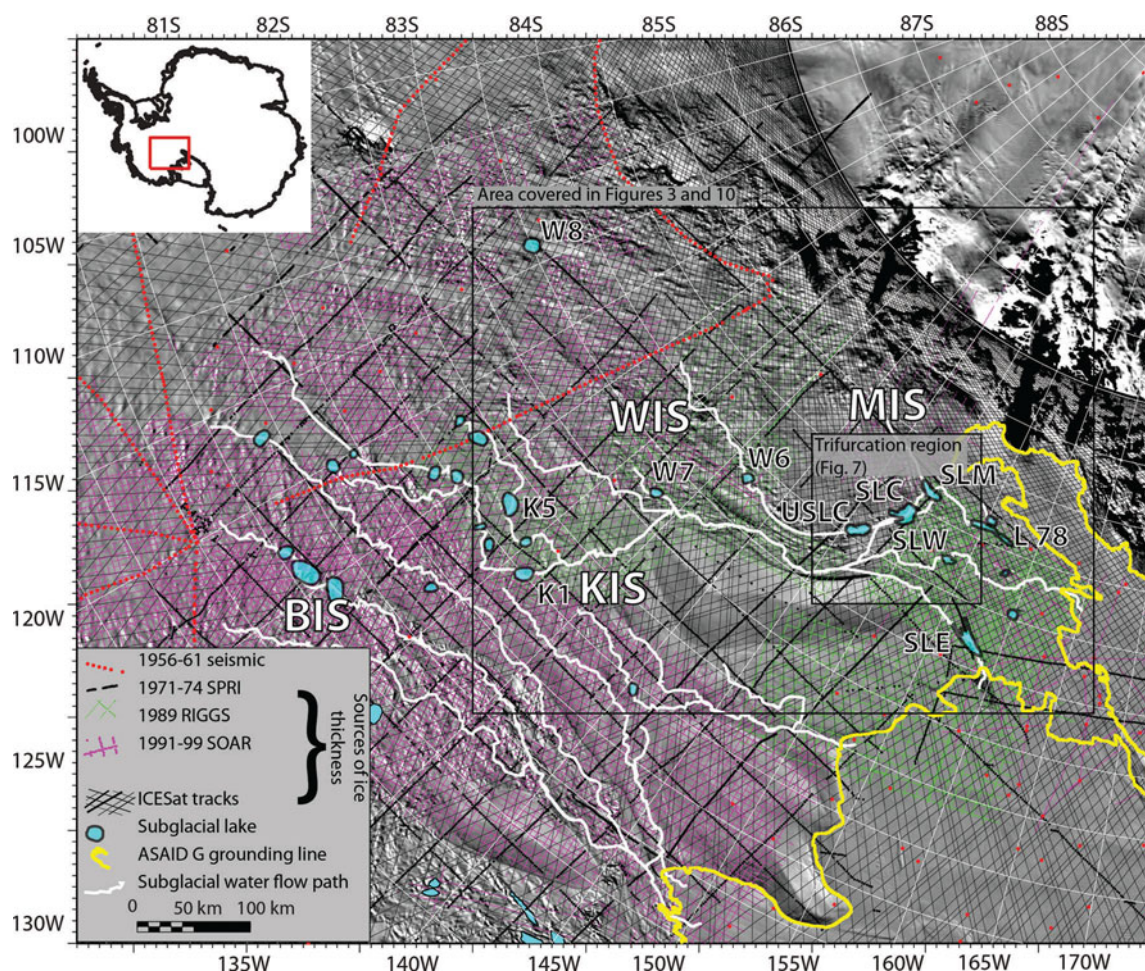 81S 82S 83S 84S 85S 86S 87S 88S
100W
105W
110W
115W
120W
125W
130W
Area covered in Figures 3 and 10
W8
WIS
MIS
Trifurcation region
(Fig. 7)
W6
W7
SLM
SLC
USLC
K5
L 78
SLW
K1
KIS
BIS
SLE
1956-61 seismic
1971-74 SPRI
1989 RIGGS
1991-99 SOAR
Sources of ice
thickness
ICESat tracks
Subglacial lake
ASAID G grounding line
Subglacial water flow path
0 50 km 100 km
135W 140W 145W 150W 155W 160W 165W 170W